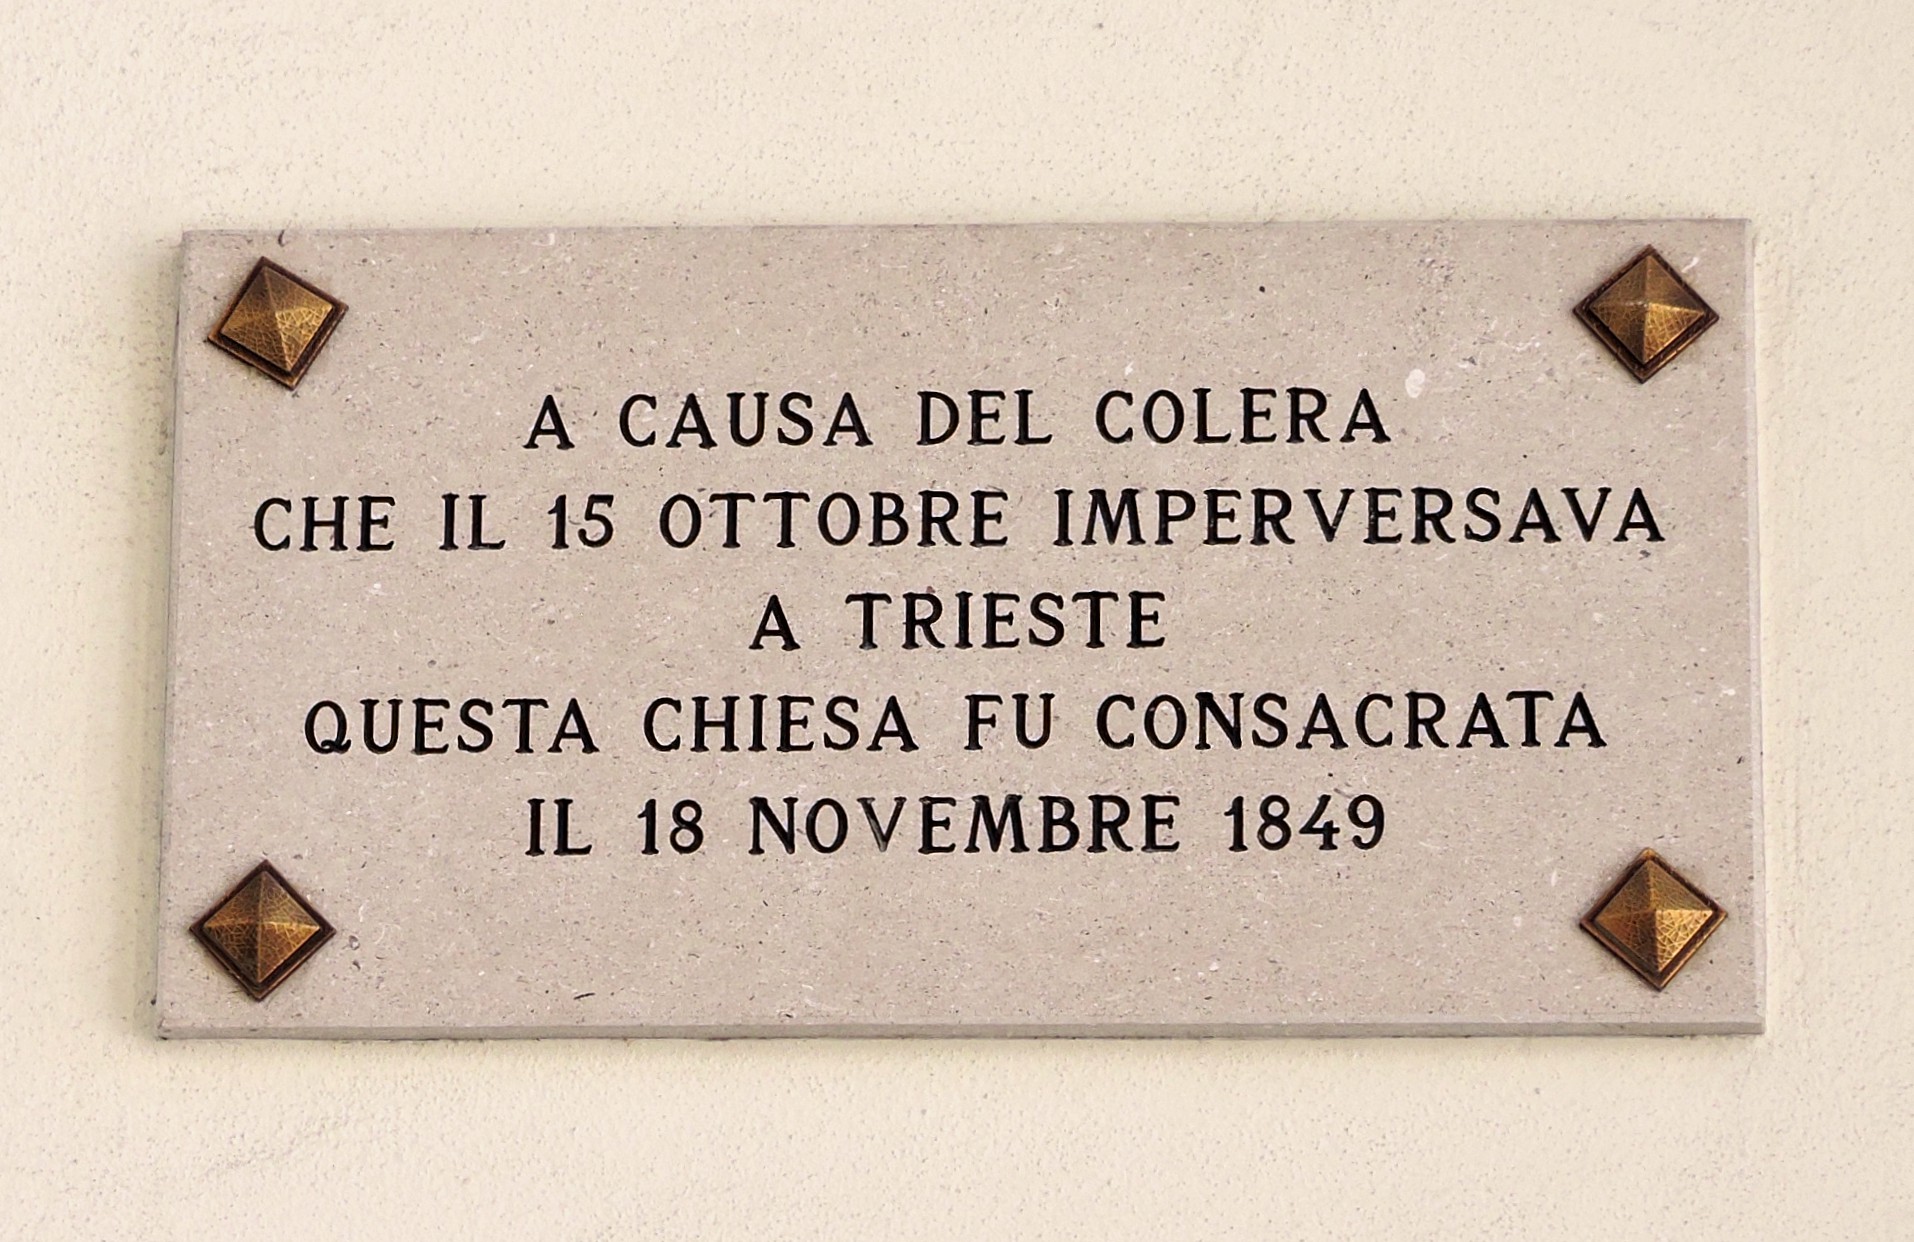 A CAUSA DEL COLERA
CHE IL 15 OTTOBRE IMPERVERSAVA
A TRIESTE
QUESTA CHIESA FU CONSACRATA
IL 18 NOVEMBRE 1849